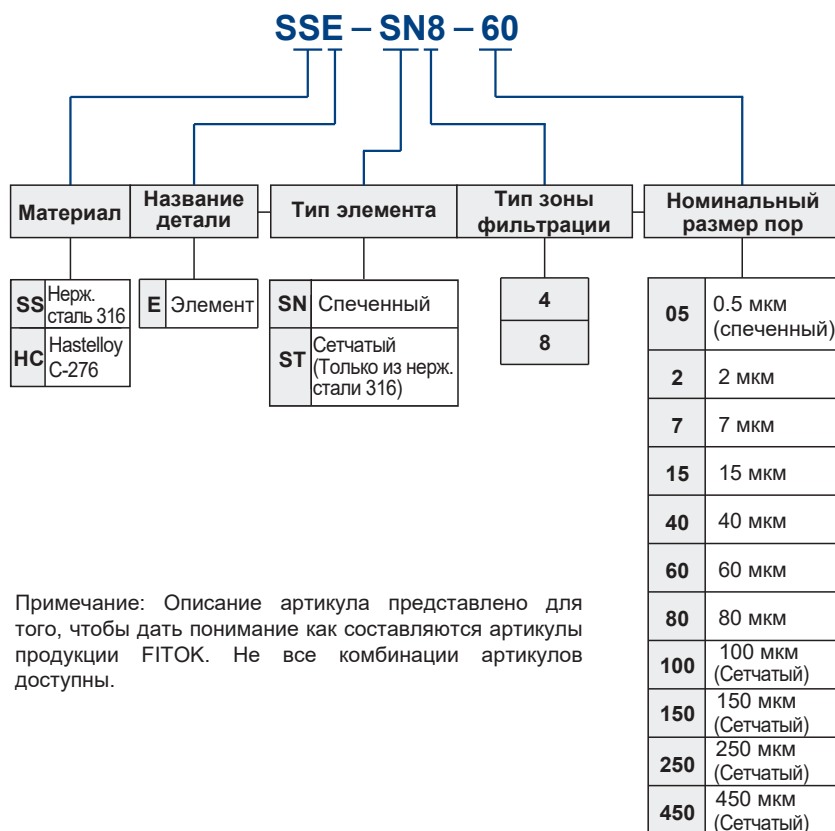 SSE – SN8 – 60
Материал
Название
детали
Тип элемента
Тип зоны
фильтрации
Номинальный
размер пор
SS Нерж.
сталь 316
HC Hastelloy
C-276
E Элемент
SN Спеченный
ST Сетчатый
(Только из нерж.
стали 316)
4
8
05 0.5 мкм
(спеченный)
2 2 мкм
7 7 мкм
15 15 мкм
40 40 мкм
60 60 мкм
80 80 мкм
100 100 мкм
(Сетчатый)
150 150 мкм
(Сетчатый)
250 250 мкм
(Сетчатый)
450 450 мкм
(Сетчатый)
Примечание: Описание артикула представлено для
того, чтобы дать понимание как составляются артикулы
продукции FITOK. Не все комбинации артикулов
доступны.